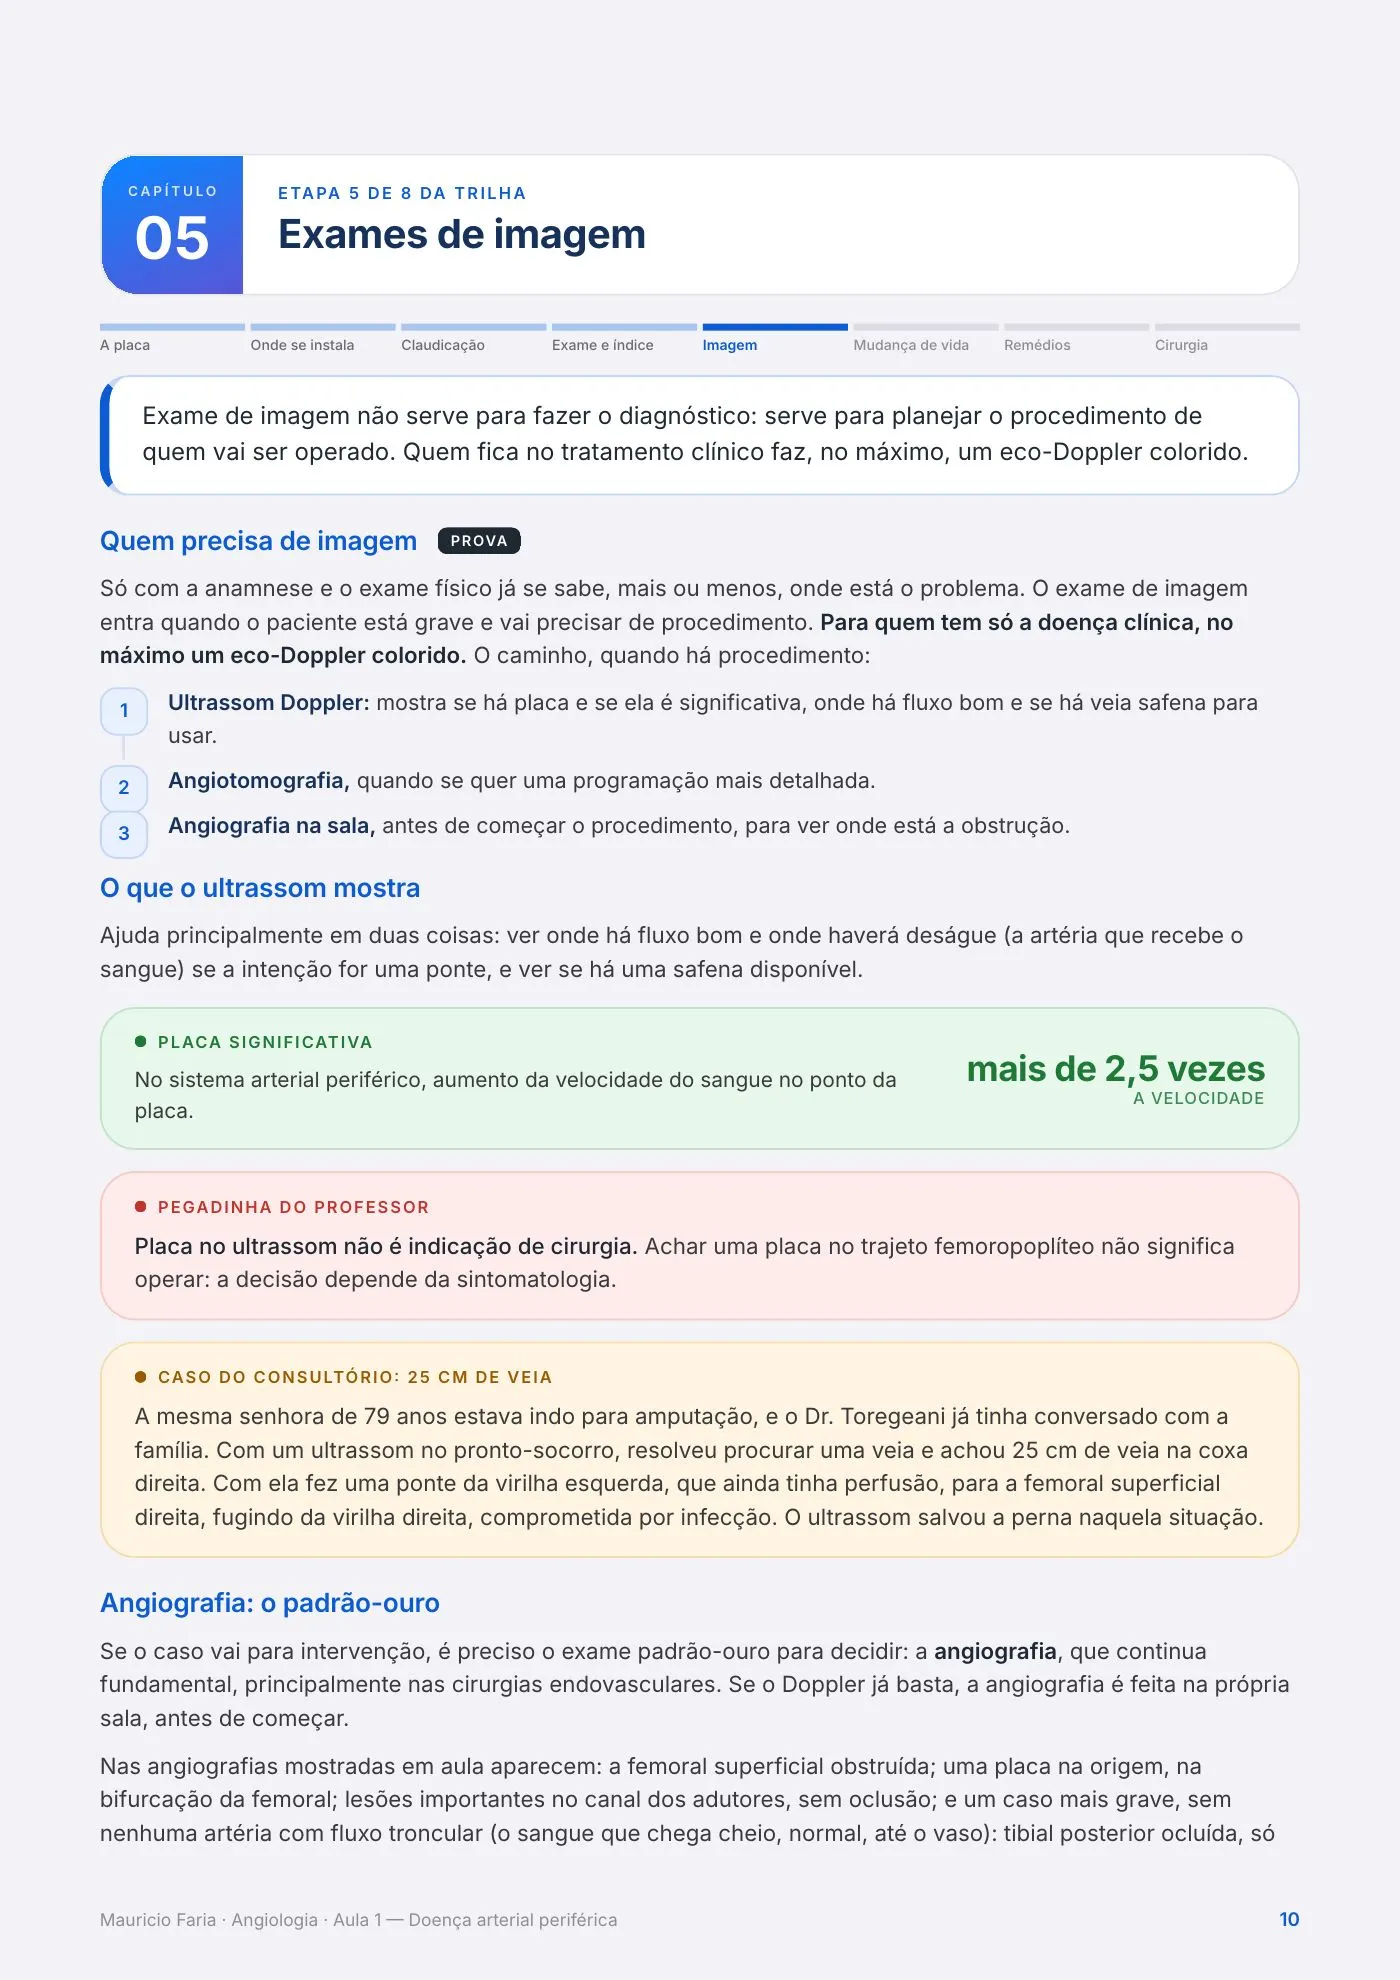 CAPÍTULO
05
ETAPA 5 DE 8 DA TRILHA
Exames de imagem
A placa
Onde se instala
Claudicação
Exame e índice
Imagem
Mudança de vida
Remédios
Cirurgia
Exame de imagem não serve para fazer o diagnóstico: serve para planejar o procedimento de
quem vai ser operado. Quem fica no tratamento clínico faz, no máximo, um eco-Doppler colorido.
Quem precisa de imagem PROVA
Só com a anamnese e o exame físico já se sabe, mais ou menos, onde está o problema. O exame de imagem
entra quando o paciente está grave e vai precisar de procedimento. Para quem tem só a doença clínica, no
máximo um eco-Doppler colorido. O caminho, quando há procedimento:
1 Ultrassom Doppler: mostra se há placa e se ela é significativa, onde há fluxo bom e se há veia safena para
usar.
2 Angiotomografia, quando se quer uma programação mais detalhada.
3 Angiografia na sala, antes de começar o procedimento, para ver onde está a obstrução.
O que o ultrassom mostra
Ajuda principalmente em duas coisas: ver onde há fluxo bom e onde haverá deságue (a artéria que recebe o
sangue) se a intenção for uma ponte, e ver se há uma safena disponível.
PLACA SIGNIFICATIVA
No sistema arterial periférico, aumento da velocidade do sangue no ponto da
placa.
mais de 2,5 vezes
A VELOCIDADE
PEGADINHA DO PROFESSOR
Placa no ultrassom não é indicação de cirurgia. Achar uma placa no trajeto femoropoplíteo não significa
operar: a decisão depende da sintomatologia.
CASO DO CONSULTÓRIO: 25 CM DE VEIA
A mesma senhora de 79 anos estava indo para amputação, e o Dr. Toregeani já tinha conversado com a
família. Com um ultrassom no pronto-socorro, resolveu procurar uma veia e achou 25 cm de veia na coxa
direita. Com ela fez uma ponte da virilha esquerda, que ainda tinha perfusão, para a femoral superficial
direita, fugindo da virilha direita, comprometida por infecção. O ultrassom salvou a perna naquela situação.
Angiografia: o padrão-ouro
Se o caso vai para intervenção, é preciso o exame padrão-ouro para decidir: a angiografia, que continua
fundamental, principalmente nas cirurgias endovasculares. Se o Doppler já basta, a angiografia é feita na própria
sala, antes de começar.
Nas angiografias mostradas em aula aparecem: a femoral superficial obstruída; uma placa na origem, na
bifurcação da femoral; lesões importantes no canal dos adutores, sem oclusão; e um caso mais grave, sem
nenhuma artéria com fluxo troncular (o sangue que chega cheio, normal, até o vaso): tibial posterior ocluída, só
Mauricio Faria · Angiologia · Aula 1 — Doença arterial periférica
10